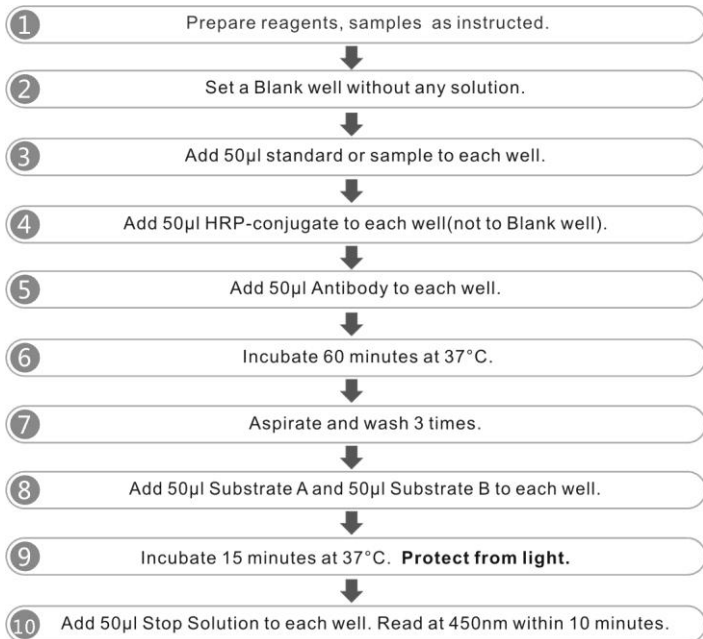 1 Prepare reagents, samples as instructed.
2 Set a Blank well without any solution.
3 Add 50μl standard or sample to each well.
4 Add 50μl HRP-conjugate to each well(not to Blank well).
5 Add 50μl Antibody to each well.
6 Incubate 60 minutes at 37°C.
7 Aspirate and wash 3 times.
8 Add 50μl Substrate A and 50μl Substrate B to each well.
9 Incubate 15 minutes at 37°C. Protect from light.
10 Add 50μl Stop Solution to each well. Read at 450nm within 10 minutes.